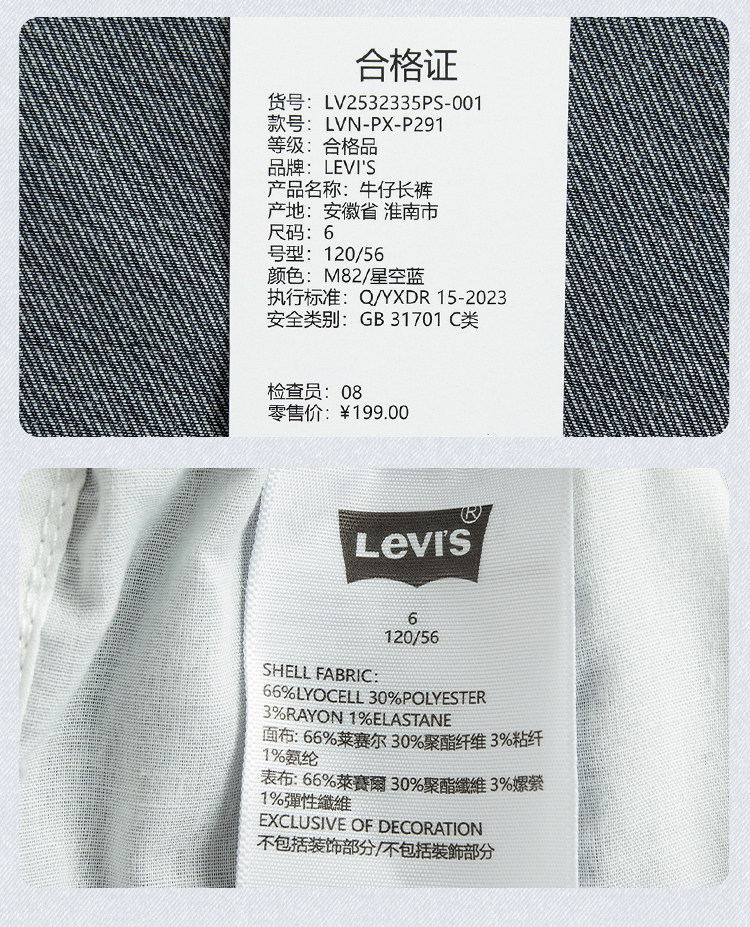 合格证
货号：LV2532335PS-001
款号：LVN-PX-P291
等级：合格品
品牌：LEVI'S
产品名称：牛仔长裤
产地：安徽省 淮南市
尺码：6
号型：120/56
颜色：M82/星空蓝
执行标准：Q/YXDR 15-2023
安全类别：GB 31701 C类
检查员：08
零售价：¥199.00
LEVI'S®
6
120/56
SHELL FABRIC:
66%LYOCELL 30%POLYESTER
3%RAYON 1%ELASTANE
面布: 66%莱赛尔 30%聚酯纤维 3%粘纤
1%氨纶
表布: 66%萊賽爾 30%聚酯纖維 3%嫘縈
1%彈性纖維
EXCLUSIVE OF DECORATION
不包括装饰部分/不包括裝飾部分